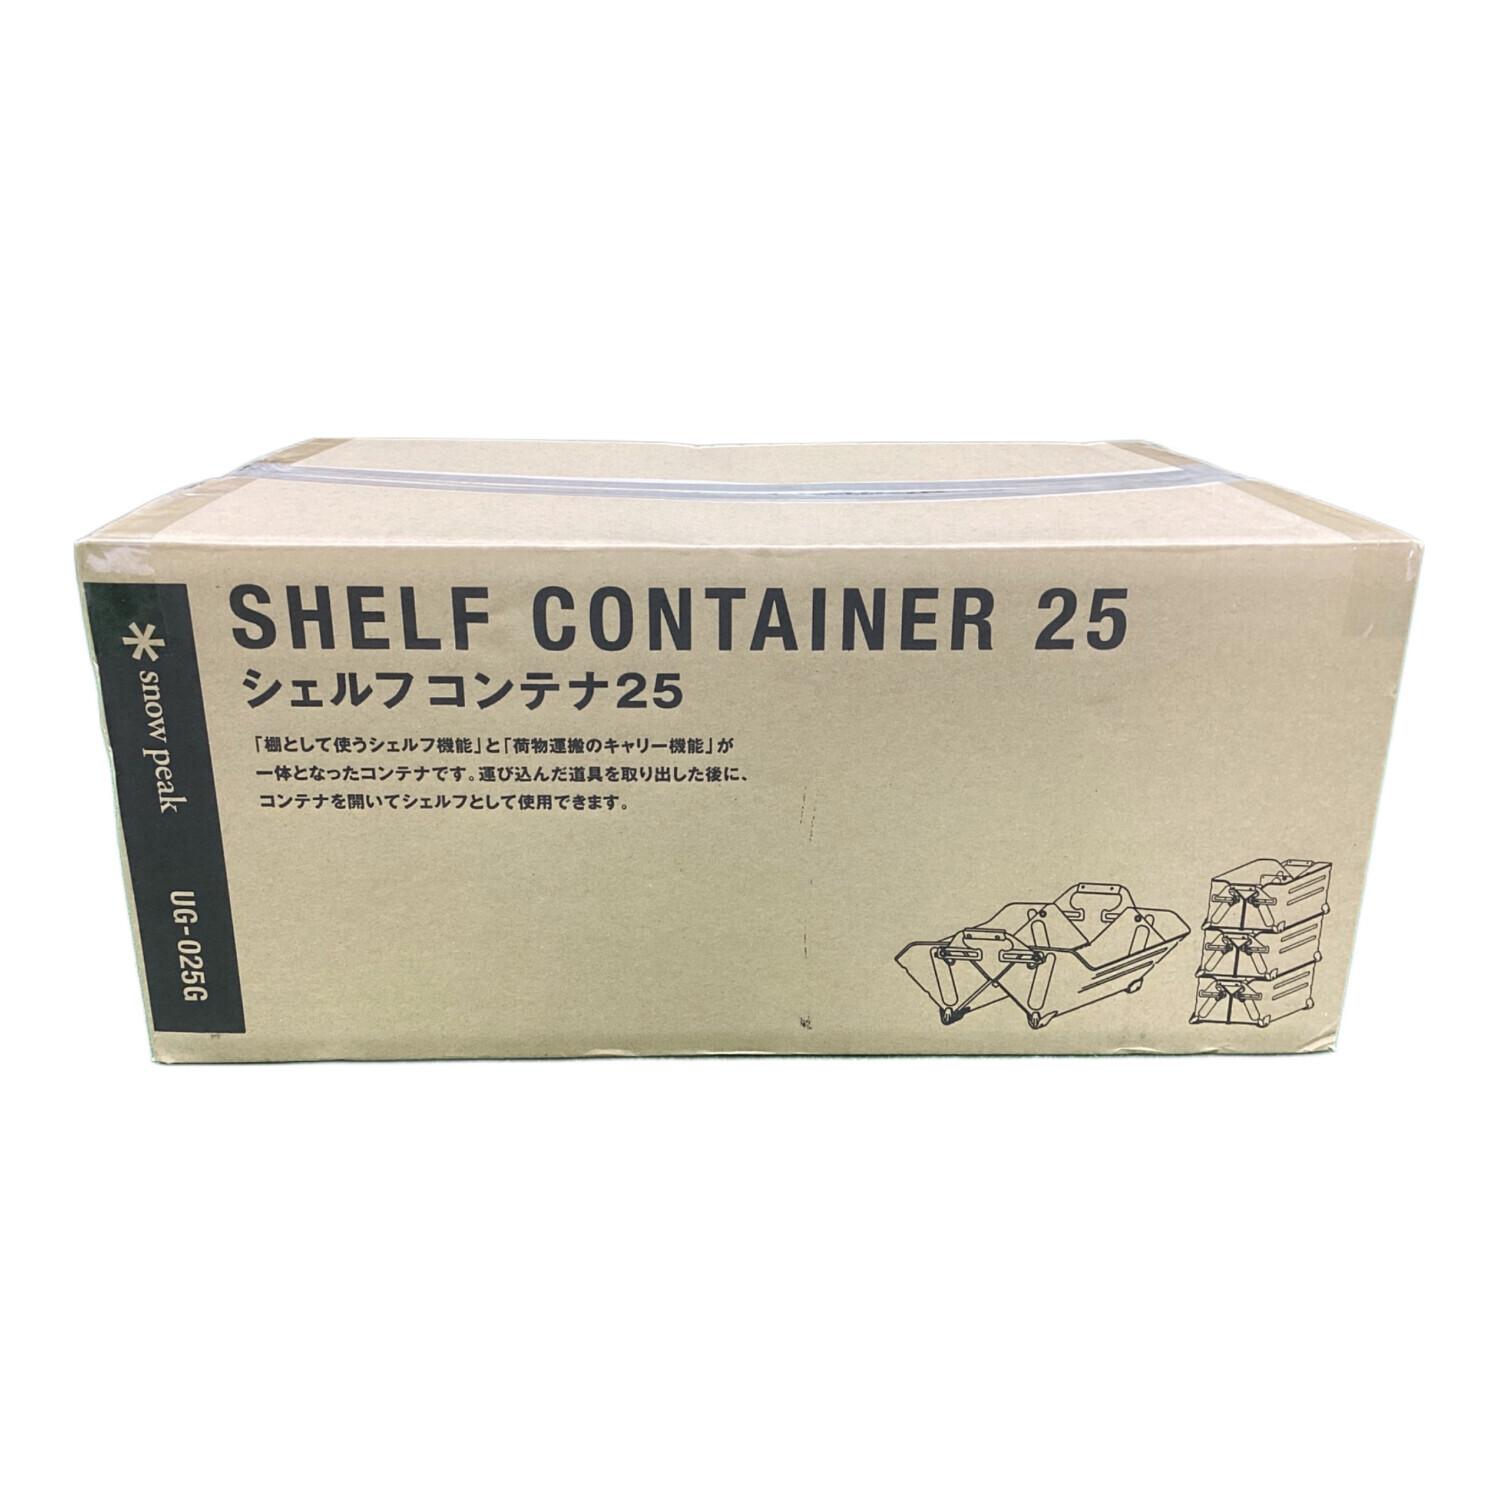 SHELF CONTAINER 25
シェルフコンテナ25
「棚として使うシェルフ機能」と「荷物運搬のキャリー機能」が
一体となったコンテナです。運び込んだ道具を取り出した後に、
コンテナを開いてシェルフとして使用できます。
snow peak
UG-025G